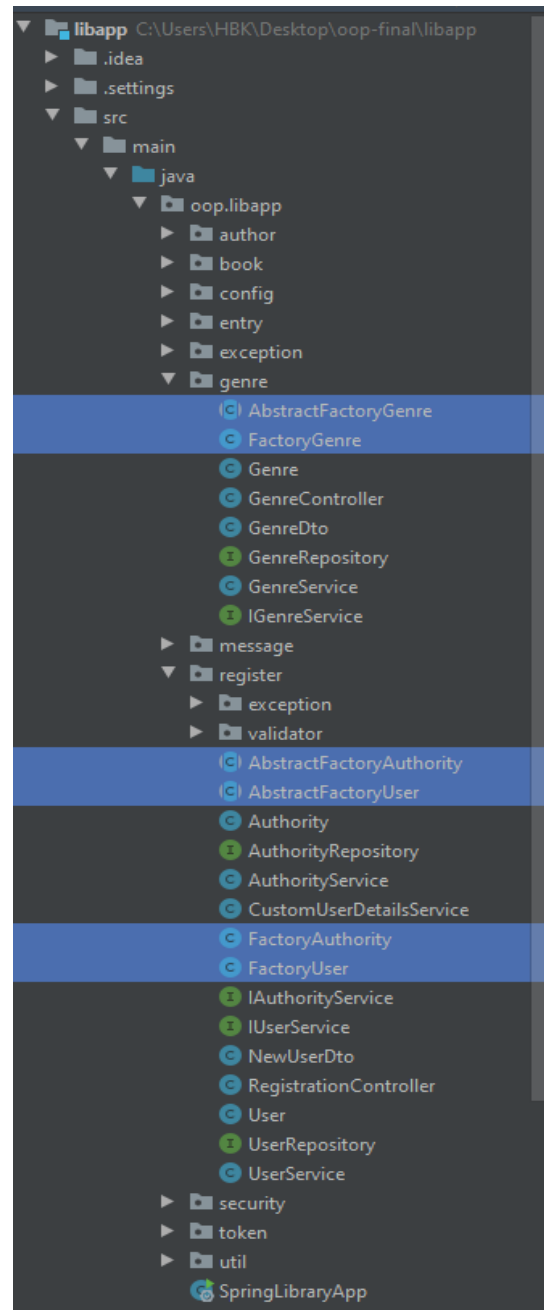 libapp C:\Users\HBK\Desktop\oop-final\libapp
.idea
.settings
src
main
java
oop.libapp
author
book
config
entry
exception
genre
AbstractFactoryGenre
FactoryGenre
Genre
GenreController
GenreDto
GenreRepository
GenreService
IGenreService
message
register
exception
validator
AbstractFactoryAuthority
AbstractFactoryUser
Authority
AuthorityRepository
AuthorityService
CustomUserDetailsService
FactoryAuthority
FactoryUser
IAuthorityService
IUserService
NewUserDto
RegistrationController
User
UserRepository
UserService
security
token
util
SpringLibraryApp